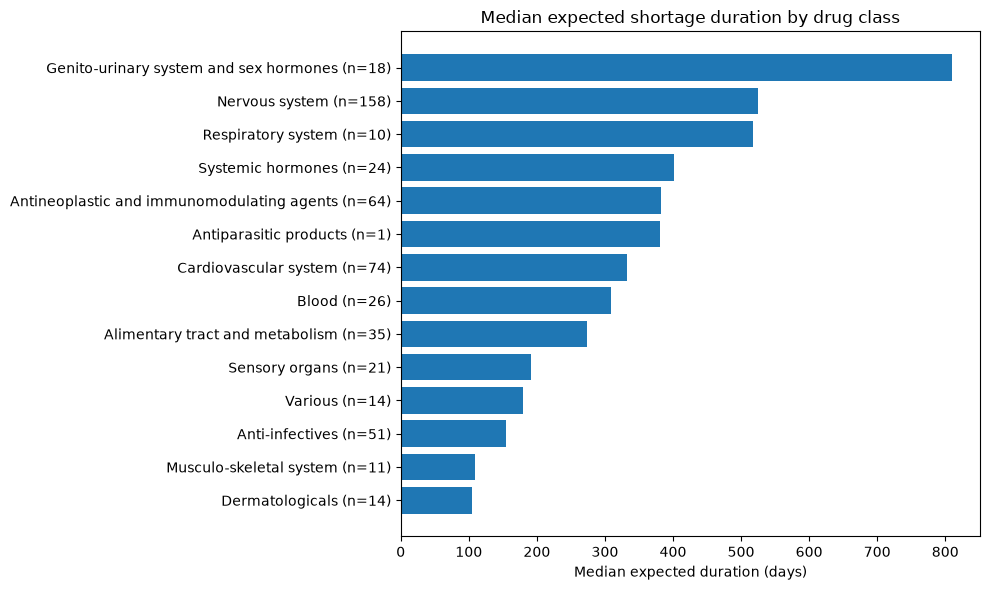 Median expected shortage duration by drug class
Genito-urinary system and sex hormones (n=18)
Nervous system (n=158)
Respiratory system (n=10)
Systemic hormones (n=24)
Antineoplastic and immunomodulating agents (n=64)
Antiparasitic products (n=1)
Cardiovascular system (n=74)
Blood (n=26)
Alimentary tract and metabolism (n=35)
Sensory organs (n=21)
Various (n=14)
Anti-infectives (n=51)
Musculo-skeletal system (n=11)
Dermatologicals (n=14)
0 100 200 300 400 500 600 700 800
Median expected duration (days)